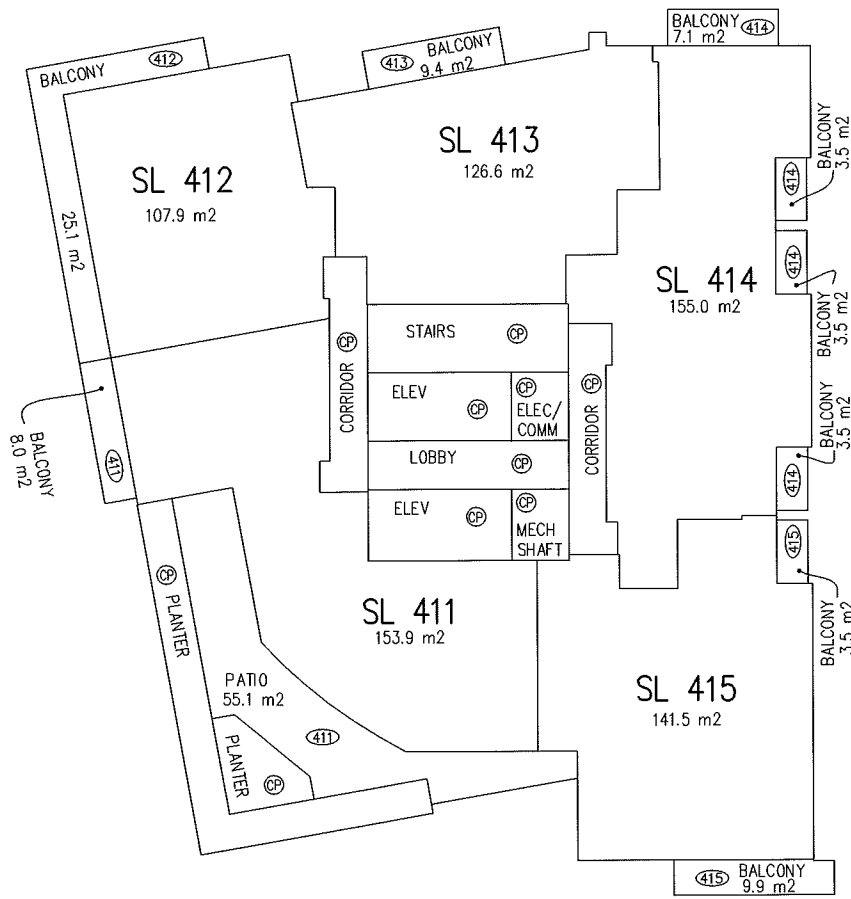 BALCONY
7.1 m2
414
BALCONY 412
413 BALCONY
9.4 m2
SL 413
126.6 m2
SL 412
107.9 m2
25.1 m2
BALCONY
3.5 m2
414
414
BALCONY
3.5 m2
SL 414
155.0 m2
STAIRS CP
CP
CORRIDOR
ELEV CP
CP
ELEC/
COMM
CP
CORRIDOR
LOBBY CP
ELEV CP
CP
MECH
SHAFT
BALCONY
8.0 m2
411
BALCONY
3.5 m2
414
415
BALCONY
3.5 m2
CP
PLANTER
SL 411
153.9 m2
PATIO
55.1 m2
411
PLANTER
CP
SL 415
141.5 m2
415 BALCONY
9.9 m2